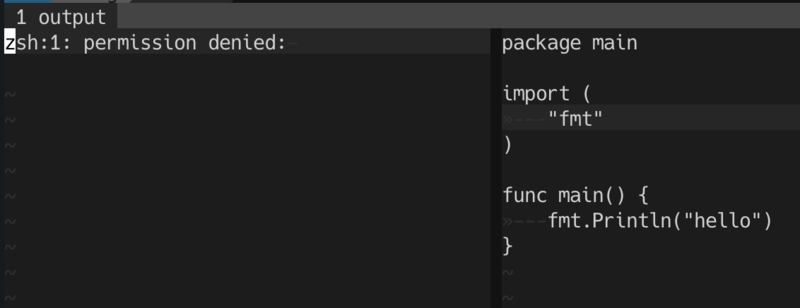 1 output
zsh:1: permission denied:
~
~
~
~
~
~
~
~
~
package main
import (
»---"fmt"
)
func main() {
»---fmt.Println("hello")
}
~
~